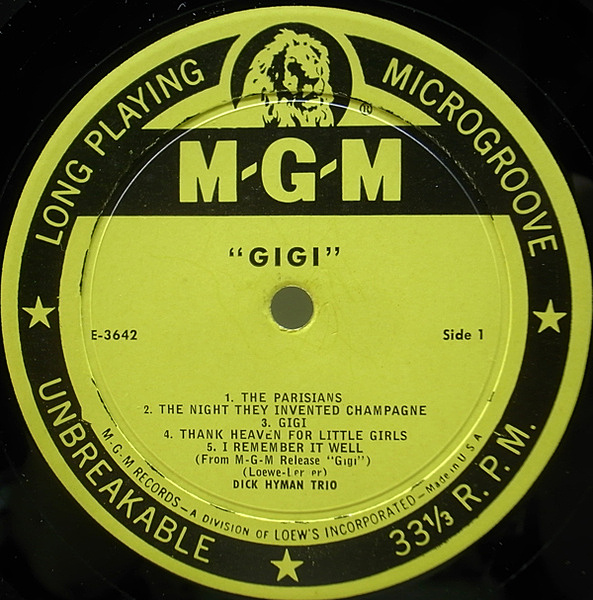 LONG PLAYING
MICROGROOVE
®
M-G-M
"GIGI"
E-3642
Side 1
1. THE PARISIANS
2. THE NIGHT THEY INVENTED CHAMPAGNE
3. GIGI
4. THANK HEAVEN FOR LITTLE GIRLS
5. I REMEMBER IT WELL
(From M-G-M Release "Gigi")
(Loewe-
DICK HYMAN TRIO
M.G.M RECORDS—A DIVISION OF LOEW'S INCORPORATED—Made in U S A
UNBREAKABLE
33⅓ R.P.M.